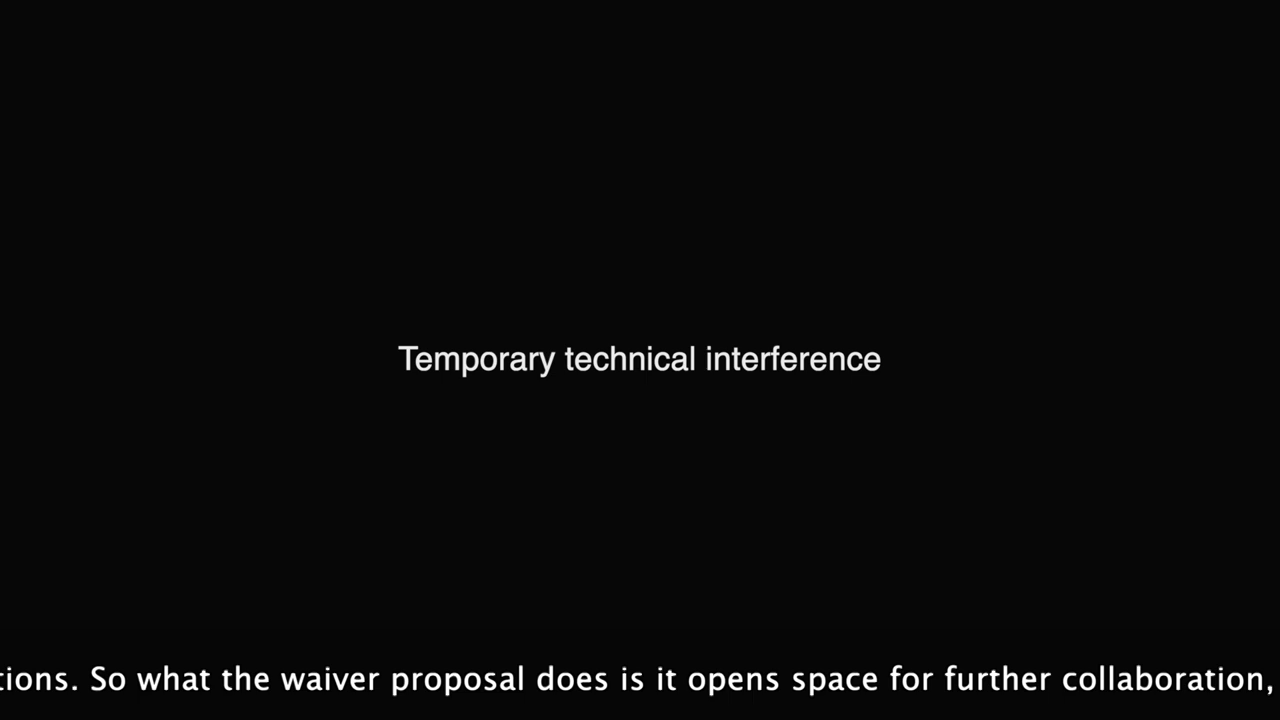 Temporary technical interference
tions. So what the waiver proposal does is it opens space for further collaboration,